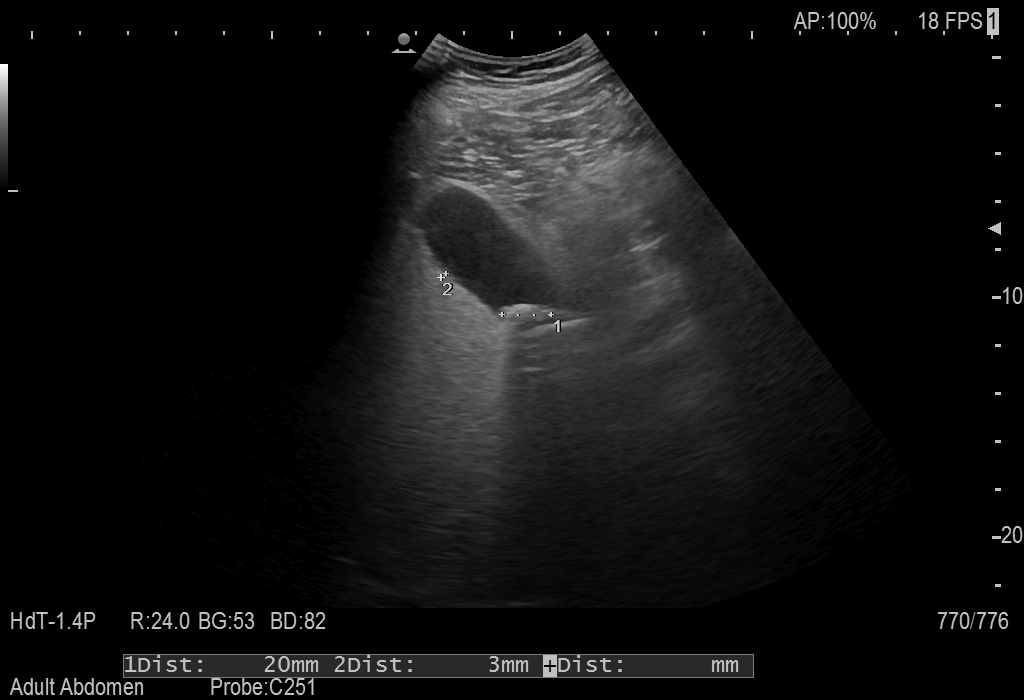 AP:100% 18 FPS 1
10
2
1
20
HdT-1.4P R:24.0 BG:53 BD:82 770/776
1Dist: 20mm 2Dist: 3mm +Dist: mm
Adult Abdomen Probe:C251